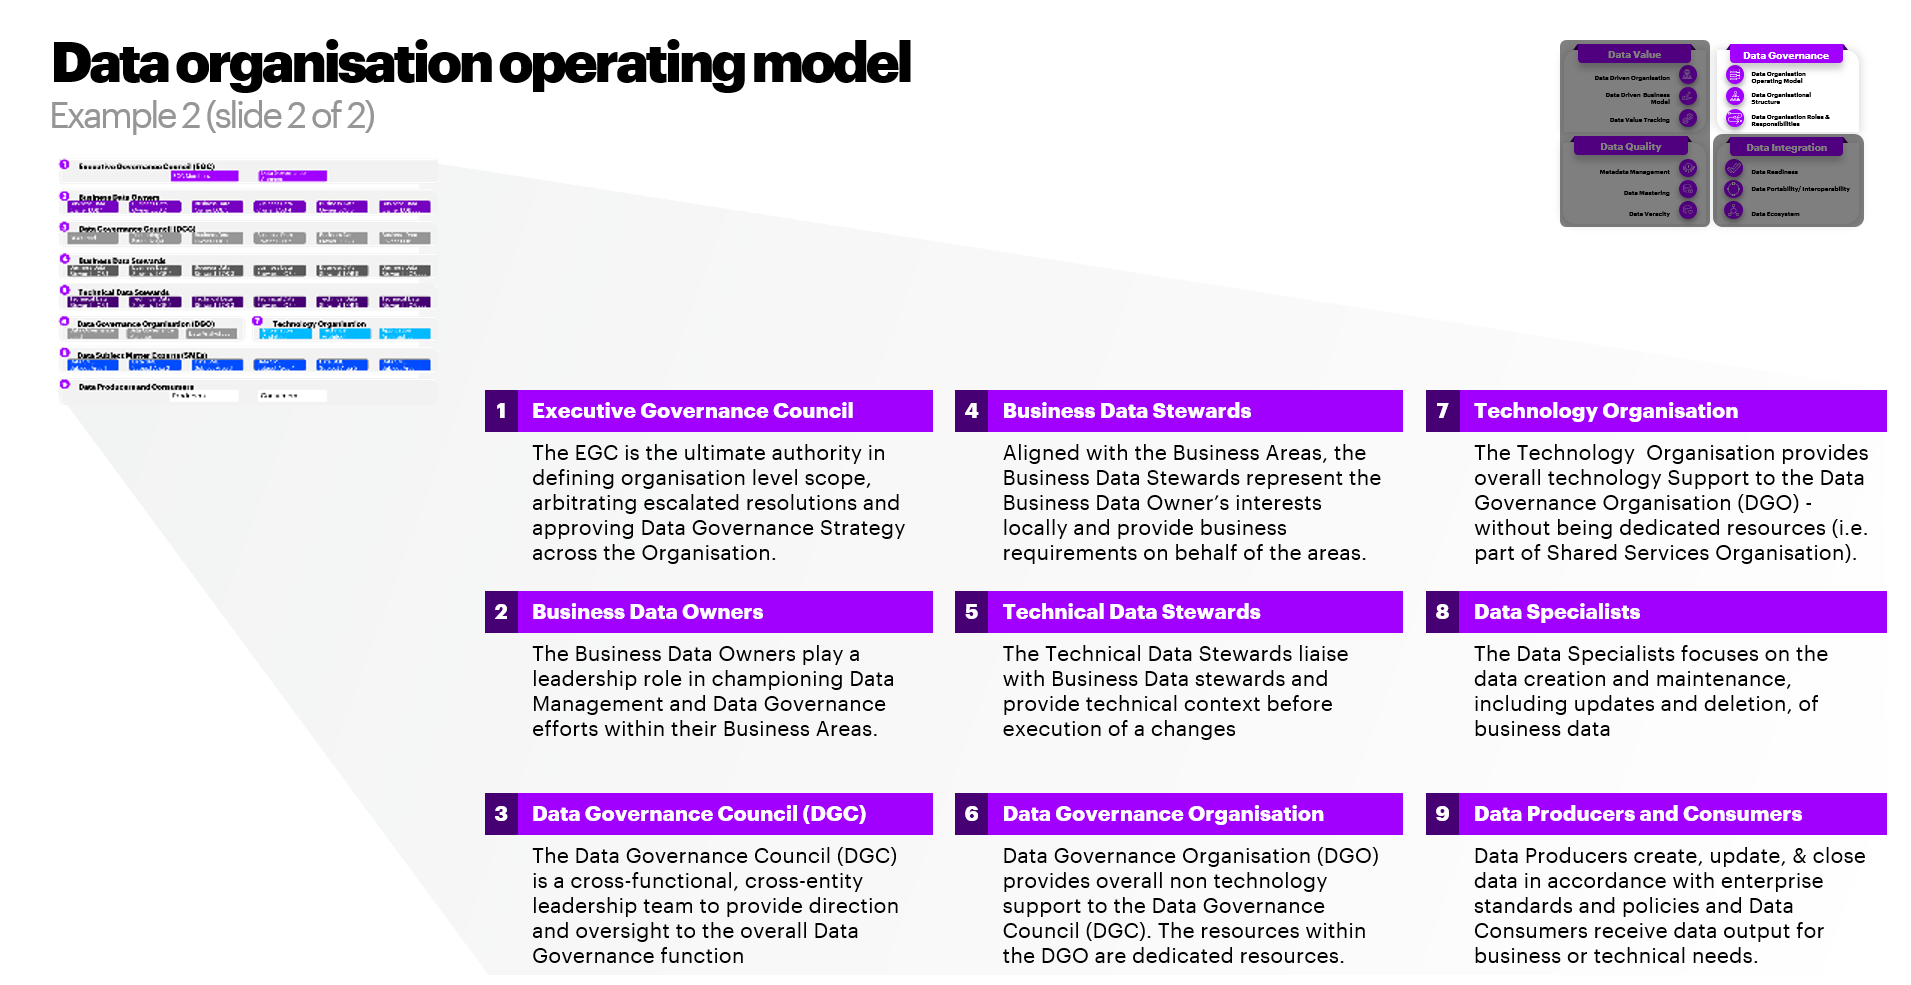 Data organisation operating model
Example 2 (slide 2 of 2)
Data Value
Data Driven Organisation
Data Driven Business
Model
Data Value Tracking
Data Governance
Data Organisation
Operating Model
Data Organisational
Structure
Data Organisation Roles &
Responsibilities
Data Quality
Metadata Management
Data Mastering
Data Veracity
Data Integration
Data Readiness
Data Portability/ Interoperability
Data Ecosystem
1 Executive Governance Council (EGC)
2 Business Data Owners
3 Data Governance Council (DGC)
4 Business Data Stewards
5 Technical Data Stewards
Data Governance Organisation (DGO)
7 Technology Organisation
8 Data Subject Matter Experts (SMEs)
9 Data Producers and Consumers
1 Executive Governance Council
The EGC is the ultimate authority in
defining organisation level scope,
arbitrating escalated resolutions and
approving Data Governance Strategy
across the Organisation.
2 Business Data Owners
The Business Data Owners play a
leadership role in championing Data
Management and Data Governance
efforts within their Business Areas.
3 Data Governance Council (DGC)
The Data Governance Council (DGC)
is a cross-functional, cross-entity
leadership team to provide direction
and oversight to the overall Data
Governance function
4 Business Data Stewards
Aligned with the Business Areas, the
Business Data Stewards represent the
Business Data Owner’s interests
locally and provide business
requirements on behalf of the areas.
5 Technical Data Stewards
The Technical Data Stewards liaise
with Business Data stewards and
provide technical context before
execution of a changes
6 Data Governance Organisation
Data Governance Organisation (DGO)
provides overall non technology
support to the Data Governance
Council (DGC). The resources within
the DGO are dedicated resources.
7 Technology Organisation
The Technology  Organisation provides
overall technology Support to the Data
Governance Organisation (DGO) -
without being dedicated resources (i.e.
part of Shared Services Organisation).
8 Data Specialists
The Data Specialists focuses on the
data creation and maintenance,
including updates and deletion, of
business data
9 Data Producers and Consumers
Data Producers create, update, & close
data in accordance with enterprise
standards and policies and Data
Consumers receive data output for
business or technical needs.